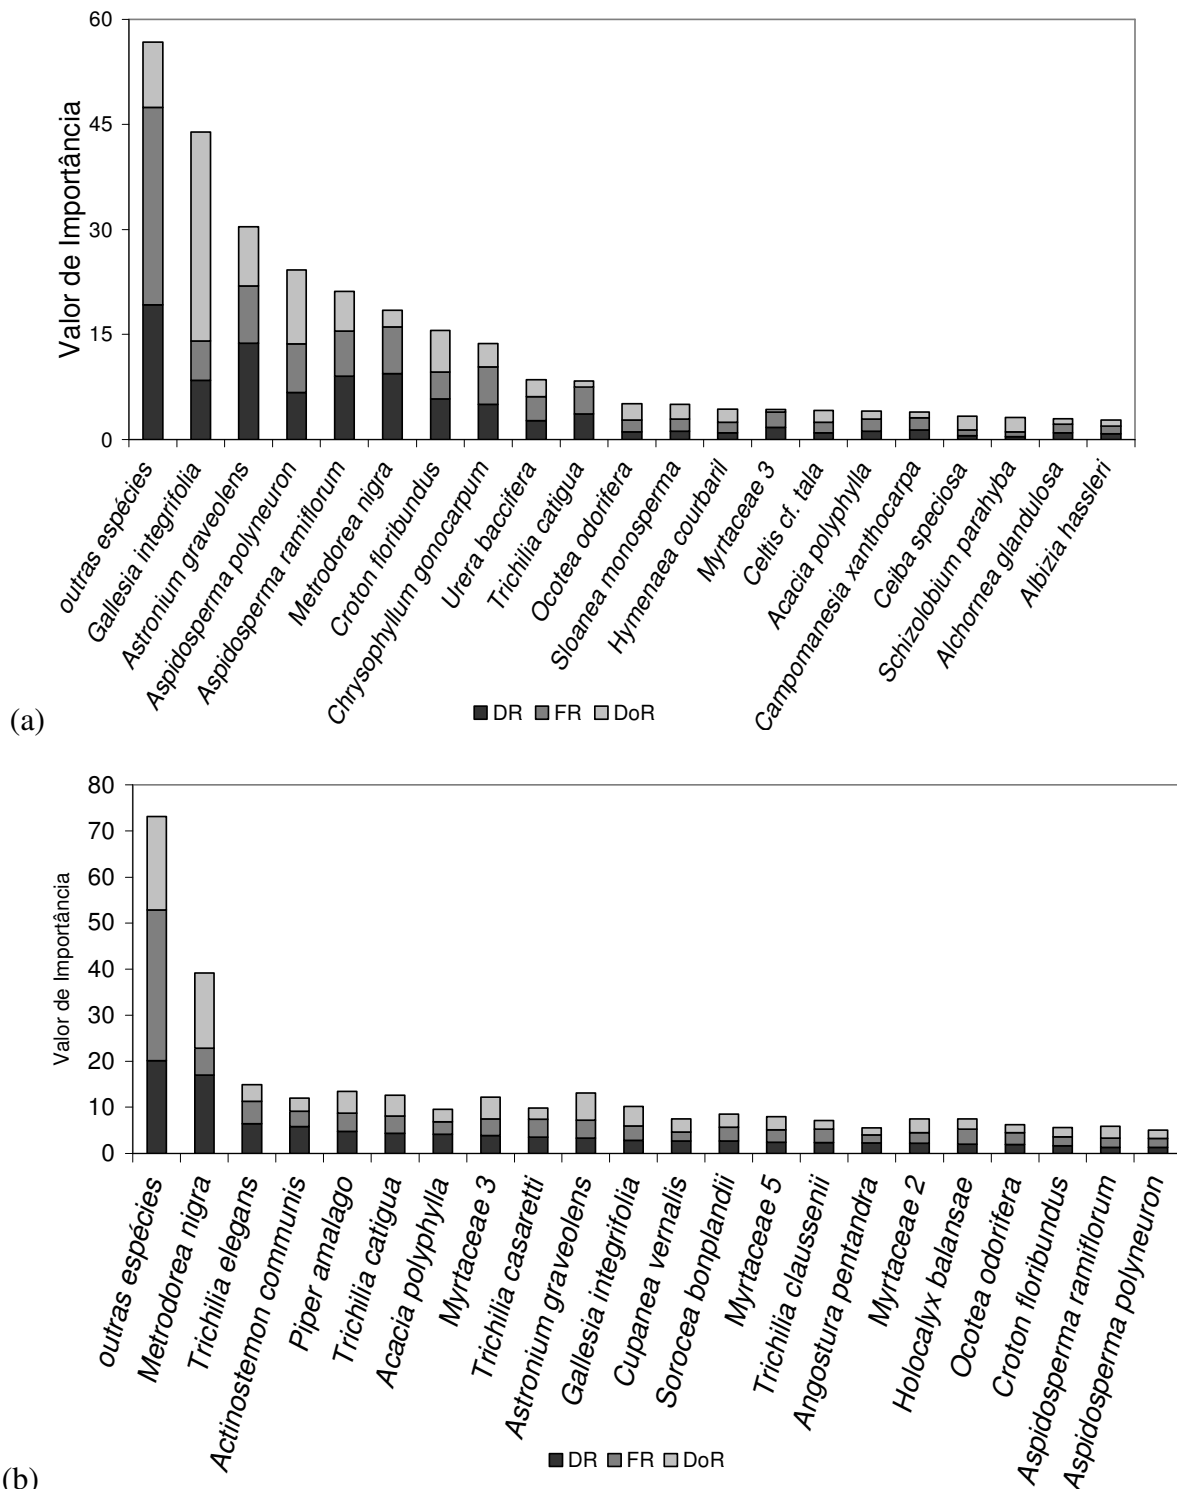 60
45
30
15
0
Valor de Importância
outras espécies
Gallesia integrifolia
Astronium graveolens
Aspidosperma polyneuron
Aspidosperma ramiflorum
Metrodorea nigra
Croton floribundus
Chrysophyllum gonocarpum
Urera baccifera
Trichilia catigua
Ocotea odorifera
Sloanea monosperma
Hymenaea courbaril
Myrtaceae 3
Celtis cf. tala
Acacia polyphylla
Campomanesia xanthocarpa
Ceiba speciosa
Schizolobium parahyba
Alchornea glandulosa
Albizia hassleri
DR FR DoR
(a)
80
70
60
50
40
30
20
10
0
Valor de Importância
outras espécies
Metrodorea nigra
Trichilia elegans
Actinostemon communis
Piper amalago
Trichilia catigua
Acacia polyphylla
Myrtaceae 3
Trichilia casaretti
Astronium graveolens
Gallesia integrifolia
Cupanea vernalis
Sorocea bonplandii
Myrtaceae 5
Trichilia claussenii
Angostura pentandra
Myrtaceae 2
Holocalyx balansae
Ocotea odorifera
Croton floribundus
Aspidosperma ramiflorum
Aspidosperma polyneuron
DR FR DoR
(b)